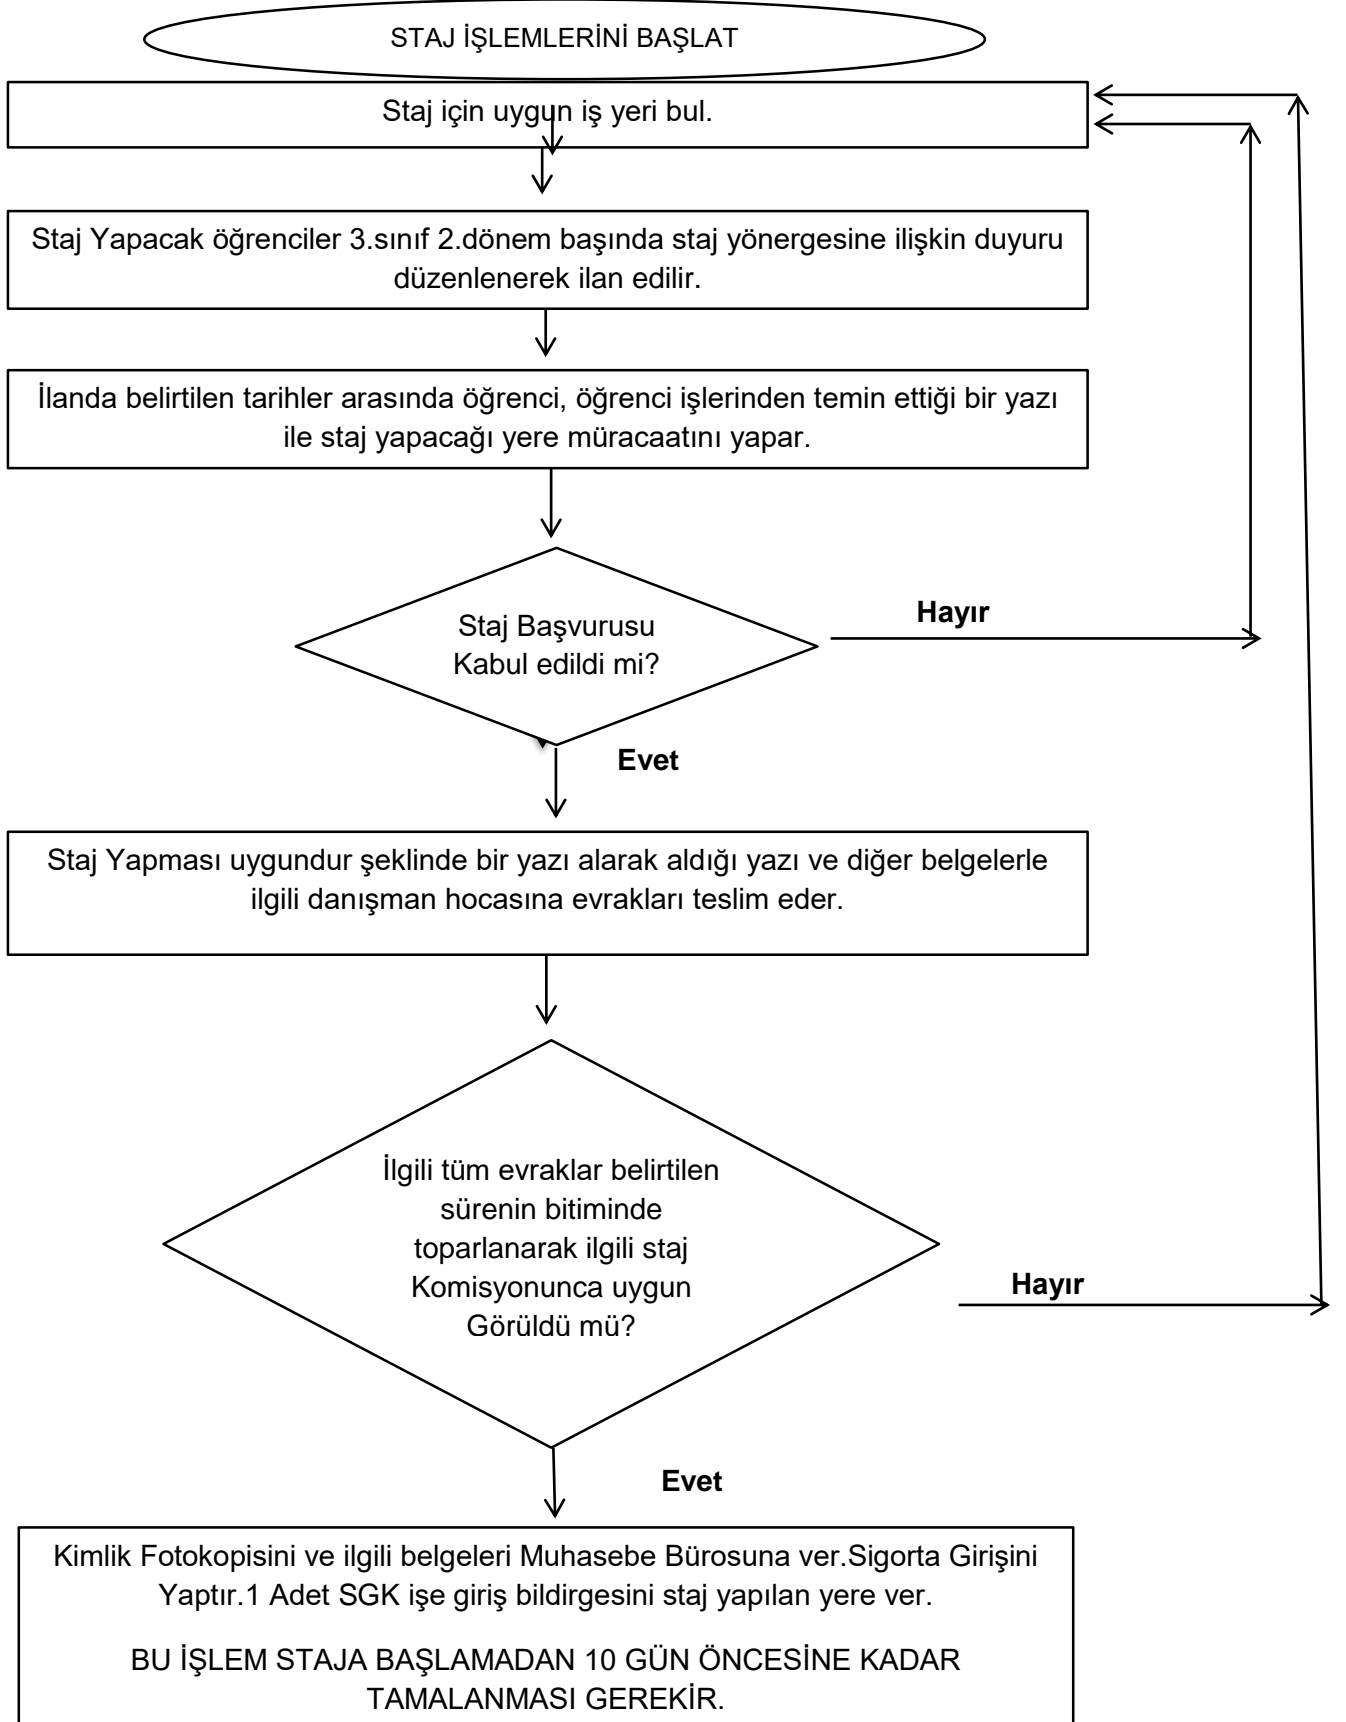 STAJ İŞLEMLERİNİ BAŞLAT
Staj için uygun iş yeri bul.
Staj Yapacak öğrenciler 3.sınıf 2.dönem başında staj yönergesine ilişkin duyuru
düzenlenerek ilan edilir.
İlanda belirtilen tarihler arasında öğrenci, öğrenci işlerinden temin ettiği bir yazı
ile staj yapacağı yere müracaatını yapar.
Staj Başvurusu
Kabul edildi mi?
Hayır
Evet
Staj Yapması uygundur şeklinde bir yazı alarak aldığı yazı ve diğer belgelerle
ilgili danışman hocasına evrakları teslim eder.
İlgili tüm evraklar belirtilen
sürenin bitiminde
toparlanarak ilgili staj
Komisyonunca uygun
Görüldü mü?
Hayır
Evet
Kimlik Fotokopisini ve ilgili belgeleri Muhasebe Bürosuna ver.Sigorta Girişini
Yaptır.1 Adet SGK işe giriş bildirgesini staj yapılan yere ver.
BU İŞLEM STAJA BAŞLAMADAN 10 GÜN ÖNCESİNE KADAR
TAMALANMASI GEREKİR.